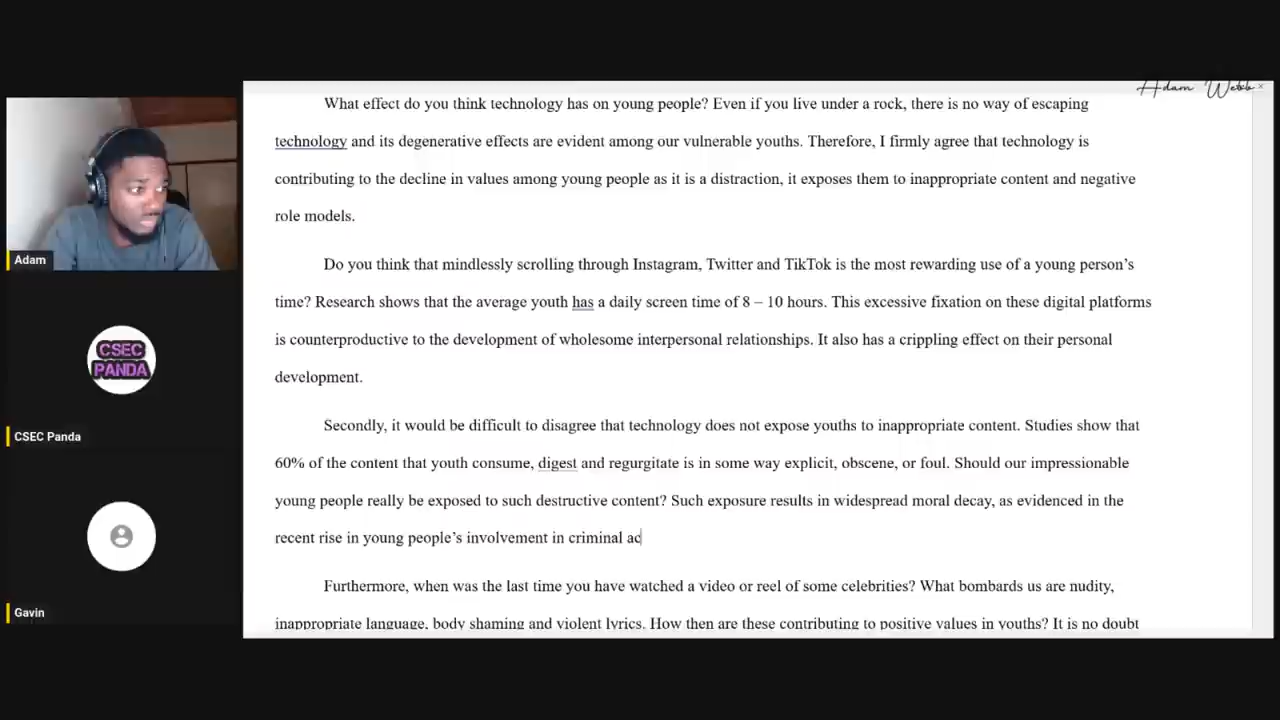 Adam Webb
What effect do you think technology has on young people? Even if you live under a rock, there is no way of escaping
technology and its degenerative effects are evident among our vulnerable youths. Therefore, I firmly agree that technology is
contributing to the decline in values among young people as it is a distraction, it exposes them to inappropriate content and negative
role models.
Do you think that mindlessly scrolling through Instagram, Twitter and TikTok is the most rewarding use of a young person’s
time? Research shows that the average youth has a daily screen time of 8 – 10 hours. This excessive fixation on these digital platforms
is counterproductive to the development of wholesome interpersonal relationships. It also has a crippling effect on their personal
development.
Secondly, it would be difficult to disagree that technology does not expose youths to inappropriate content. Studies show that
60% of the content that youth consume, digest and regurgitate is in some way explicit, obscene, or foul. Should our impressionable
young people really be exposed to such destructive content? Such exposure results in widespread moral decay, as evidenced in the
recent rise in young people’s involvement in criminal ac
Furthermore, when was the last time you have watched a video or reel of some celebrities? What bombards us are nudity,
inappropriate language, body shaming and violent lyrics. How then are these contributing to positive values in youths? It is no doubt
Adam
CSEC
PANDA
CSEC Panda
Gavin